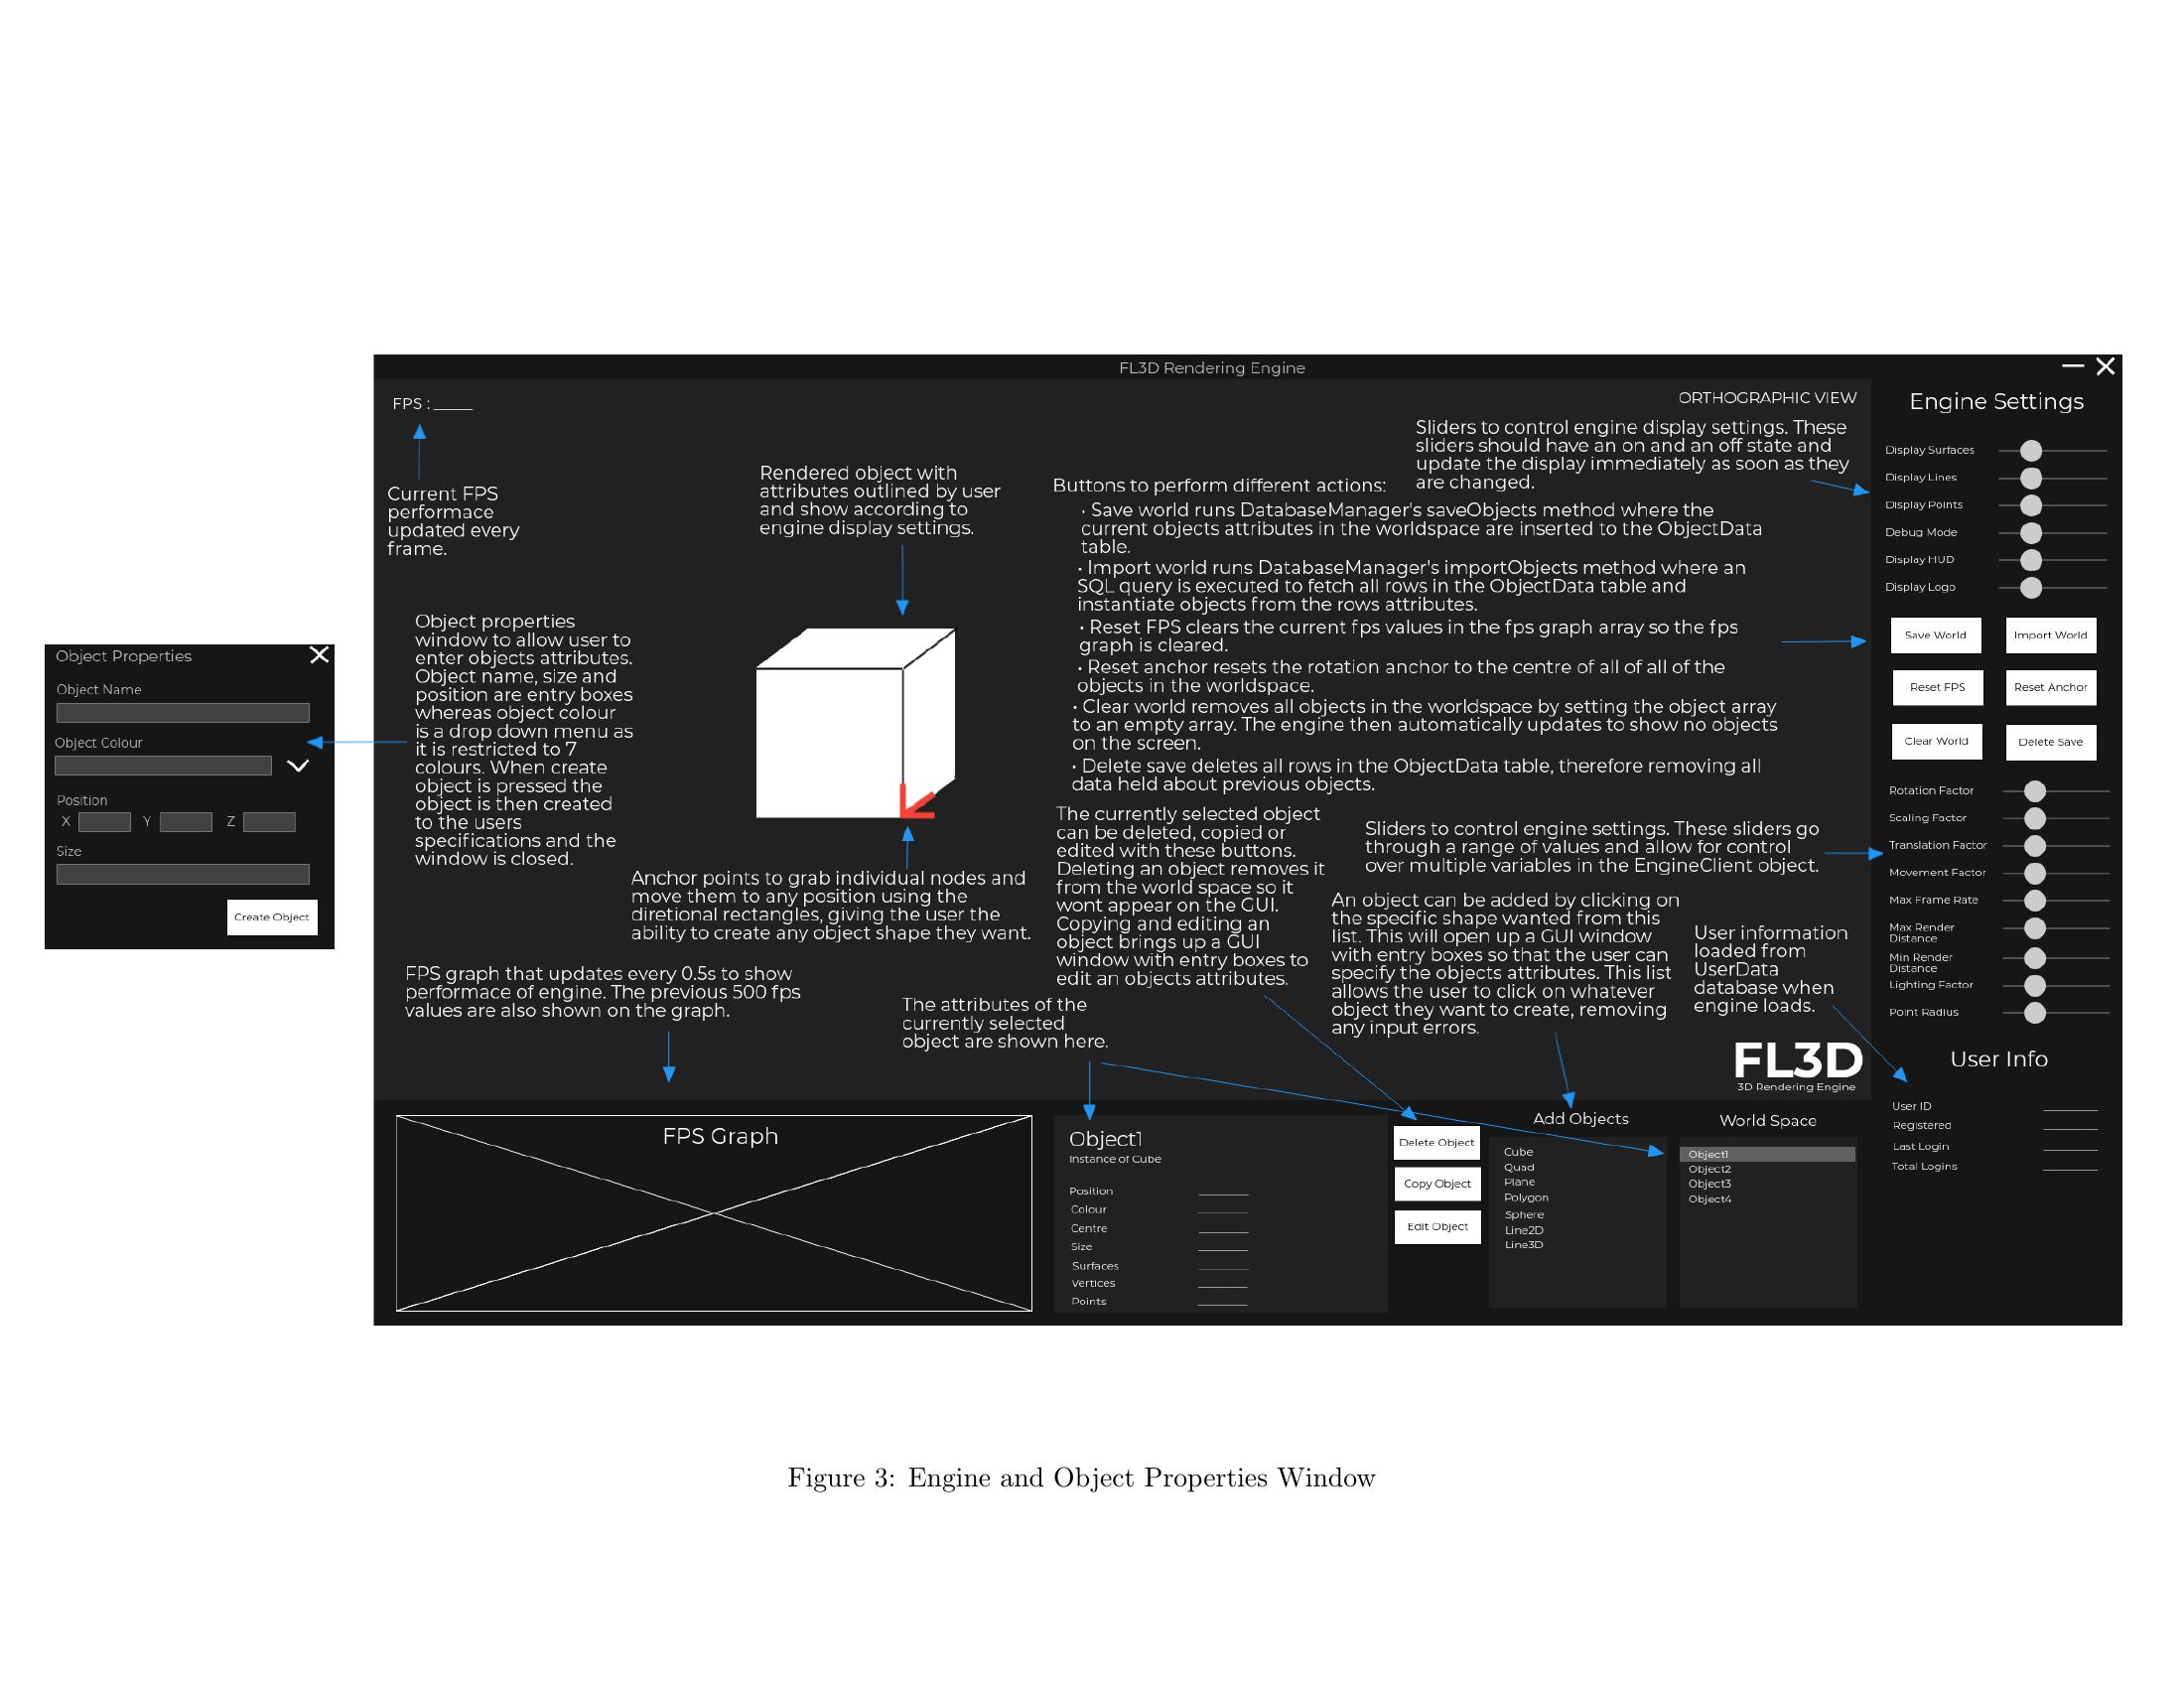 FL3D Rendering Engine
FPS : _____
ORTHOGRAPHIC VIEW
Current FPS
performace
updated every
frame.
Rendered object with
attributes outlined by user
and show according to
engine display settings.
Sliders to control engine display settings. These
sliders should have an on and an off state and
update the display immediately as soon as they
are changed.
Buttons to perform different actions:
• Save world runs DatabaseManager's saveObjects method where the
current objects attributes in the worldspace are inserted to the ObjectData
table.
• Import world runs DatabaseManager's importObjects method where an
SQL query is executed to fetch all rows in the ObjectData table and
instantiate objects from the rows attributes.
• Reset FPS clears the current fps values in the fps graph array so the fps
graph is cleared.
• Reset anchor resets the rotation anchor to the centre of all of all of the
objects in the worldspace.
• Clear world removes all objects in the worldspace by setting the object array
to an empty array. The engine then automatically updates to show no objects
on the screen.
• Delete save deletes all rows in the ObjectData table, therefore removing all
data held about previous objects.
Object properties
window to allow user to
enter objects attributes.
Object name, size and
position are entry boxes
whereas object colour
is a drop down menu as
it is restricted to 7
colours. When create
object is pressed the
object is then created
to the users
specifications and the
window is closed.
Object Properties
Object Name
Object Colour
Position
X Y Z
Size
Create Object
Anchor points to grab individual nodes and
move them to any position using the
diretional rectangles, giving the user the
ability to create any object shape they want.
The currently selected object
can be deleted, copied or
edited with these buttons.
Deleting an object removes it
from the world space so it
wont appear on the GUI.
Copying and editing an
object brings up a GUI
window with entry boxes to
edit an objects attributes.
Sliders to control engine settings. These sliders go
through a range of values and allow for control
over multiple variables in the EngineClient object.
An object can be added by clicking on
the specific shape wanted from this
list. This will open up a GUI window
with entry boxes so that the user can
specify the objects attributes. This list
allows the user to click on whatever
object they want to create, removing
any input errors.
User information
loaded from
UserData
database when
engine loads.
FPS graph that updates every 0.5s to show
performace of engine. The previous 500 fps
values are also shown on the graph.
The attributes of the
currently selected
object are shown here.
FL3D
3D Rendering Engine
Engine Settings
Display Surfaces
Display Lines
Display Points
Debug Mode
Display HUD
Display Logo
Save World Import World
Reset FPS Reset Anchor
Clear World Delete Save
Rotation Factor
Scaling Factor
Translation Factor
Movement Factor
Max Frame Rate
Max Render
Distance
Min Render
Distance
Lighting Factor
Point Radius
User Info
User ID
Registered
Last Login
Total Logins
FPS Graph
Object1
Instance of Cube
Position
Colour
Centre
Size
Surfaces
Vertices
Points
Delete Object
Copy Object
Edit Object
Add Objects
Cube
Quad
Plane
Polygon
Sphere
Line2D
Line3D
World Space
Object1
Object2
Object3
Object4
Figure 3: Engine and Object Properties Window